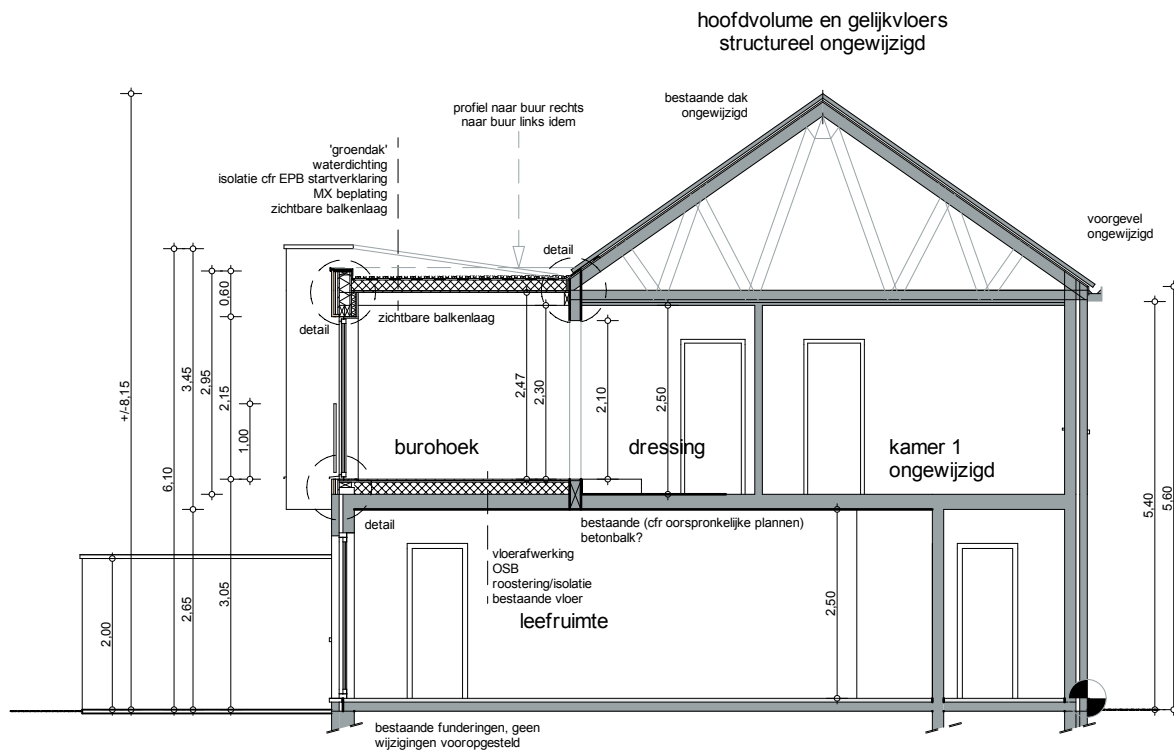 hoofdvolume en gelijkvloers
structureel ongewijzigd
bestaande dak
ongewijzigd
profiel naar buur rechts
naar buur links idem
'groendak'
waterdichting
isolatie cfr EPB startverklaring
MX beplating
zichtbare balkenlaag
voorgevel
ongewijzigd
detail
detail
zichtbare balkenlaag
+/-8,15
6,10
3,45
2,95
0,60
2,15
1,00
2,47
2,30
2,10
2,50
burohoek
dressing
kamer 1
ongewijzigd
5,40
5,60
detail
bestaande (cfr oorspronkelijke plannen)
betonbalk?
vloerafwerking
OSB
roostering/isolatie
bestaande vloer
leefruimte
2,00
2,65
3,05
2,50
bestaande funderingen, geen
wijzigingen vooropgesteld